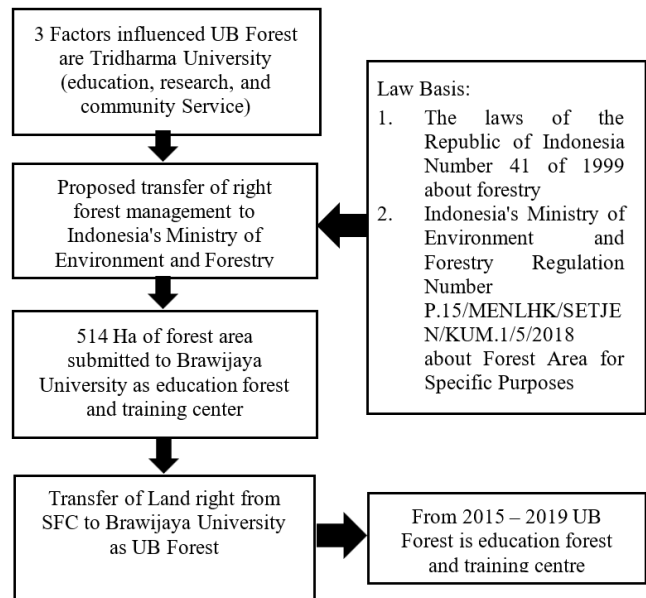 3 Factors influenced UB Forest
are Tridharma University
(education, research, and
community Service)
Proposed transfer of right
forest management to
Indonesia's Ministry of
Environment and Forestry
Law Basis:
1. The laws of the
Republic of Indonesia
Number 41 of 1999
about forestry
2. Indonesia's Ministry of
Environment and
Forestry Regulation
Number
P.15/MENLHK/SETJE
N/KUM.1/5/2018
about Forest Area for
Specific Purposes
514 Ha of forest area
submitted to Brawijaya
University as education forest
and training center
Transfer of Land right from
SFC to Brawijaya University
as UB Forest
From 2015 – 2019 UB
Forest is education forest
and training centre